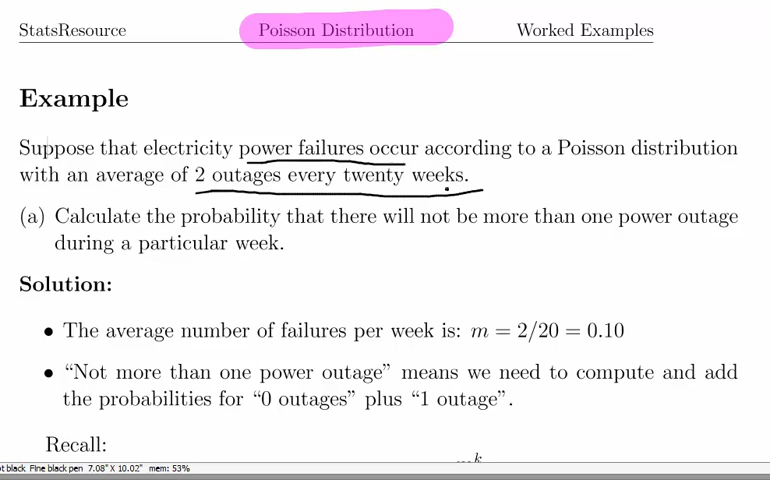 StatsResource Poisson Distribution Worked Examples
Example
Suppose that electricity power failures occur according to a Poisson distribution
with an average of 2 outages every twenty weeks.
(a) Calculate the probability that there will not be more than one power outage
during a particular week.
Solution:
• The average number of failures per week is: m = 2/20 = 0.10
• “Not more than one power outage” means we need to compute and add
the probabilities for “0 outages” plus “1 outage”.
Recall:
k
ot black Fine black pen 7.08"X 10.02" mem: 53%